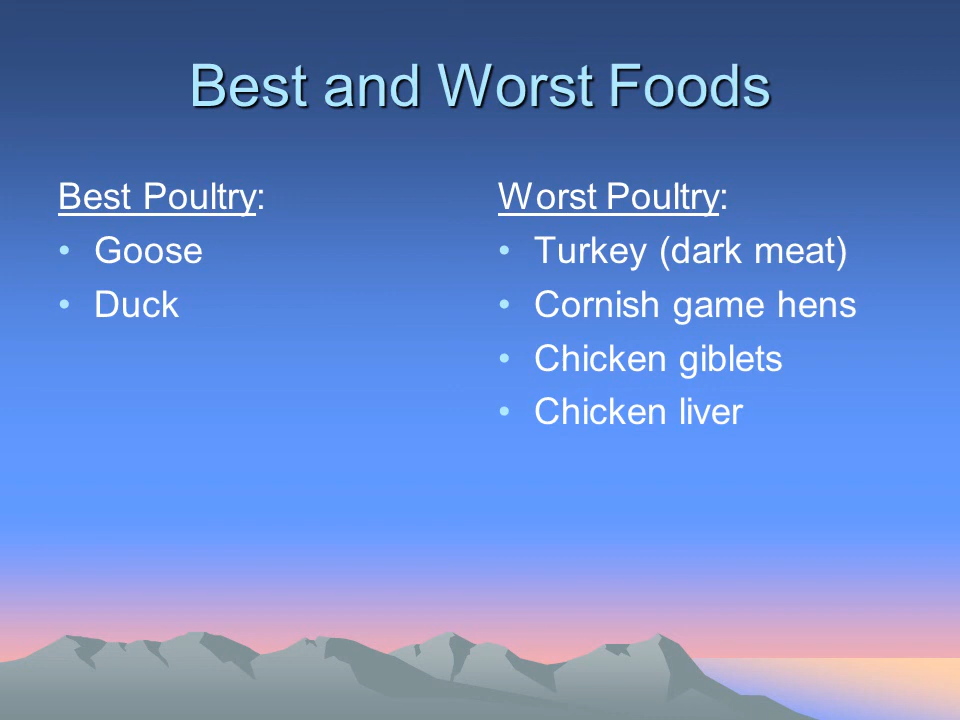 Best and Worst Foods
Best Poultry:
• Goose
• Duck
Worst Poultry:
• Turkey (dark meat)
• Cornish game hens
• Chicken giblets
• Chicken liver